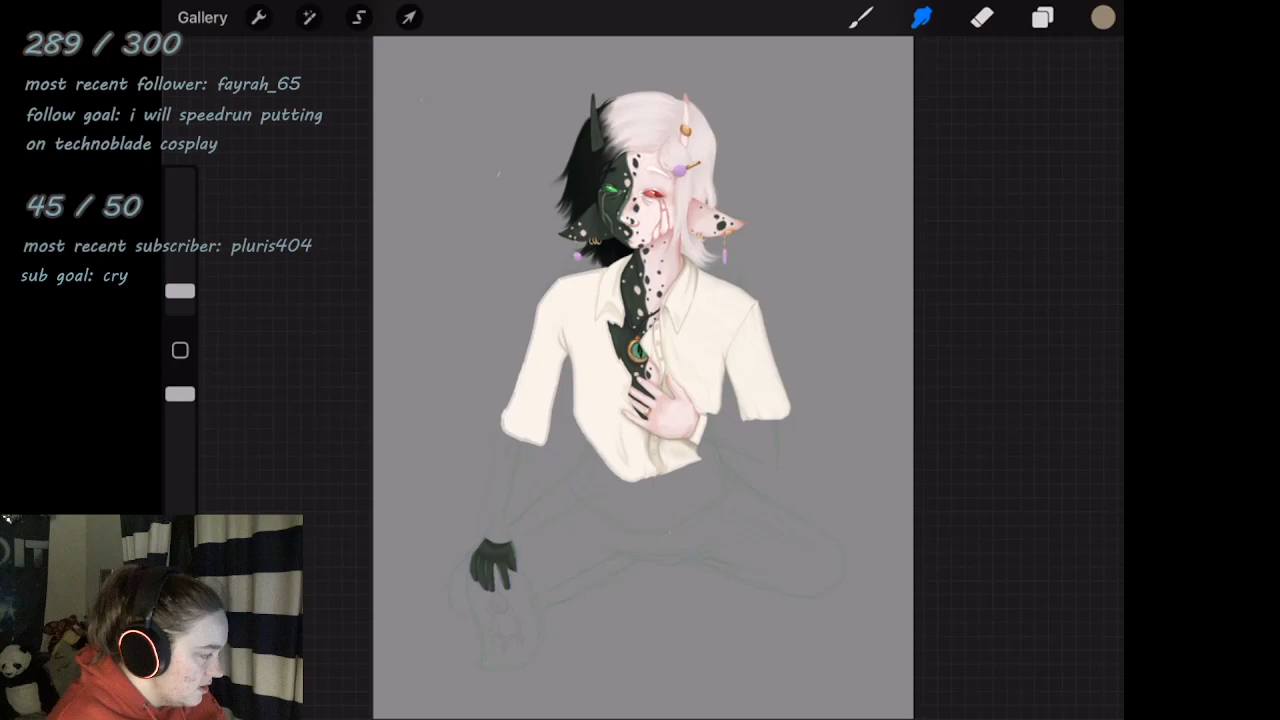 Gallery
289 / 300
most recent follower: fayrah_65
follow goal: i will speedrun putting
on technoblade cosplay
45 / 50
most recent subscriber: pluris404
sub goal: cry